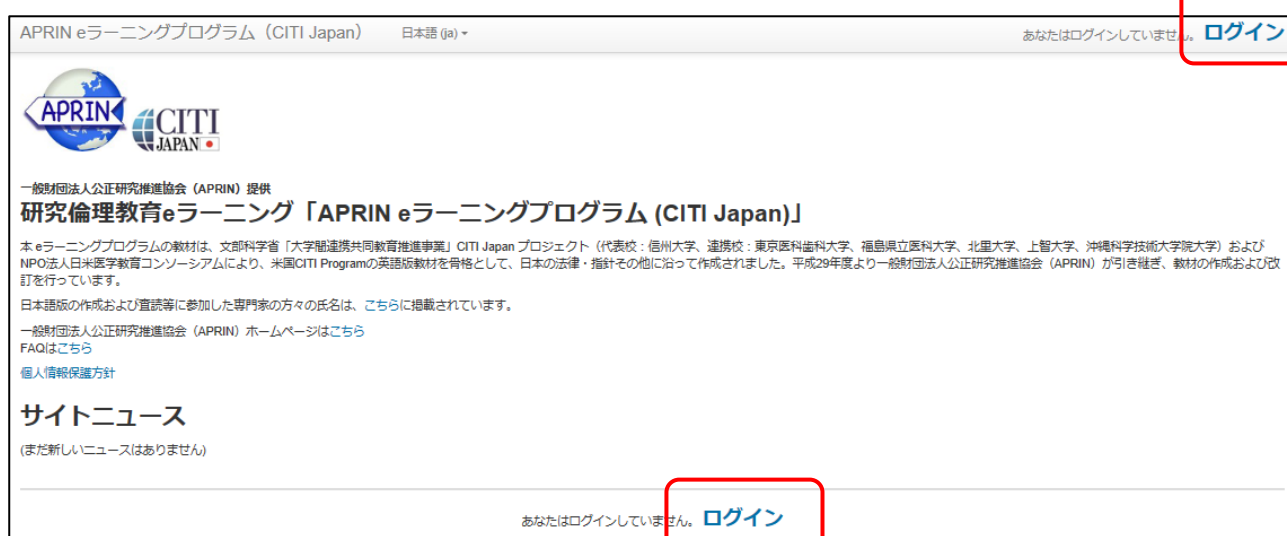 APRIN eラーニングプログラム（CITI Japan） 日本語 (ja) あなたはログインしていません。 ログイン
APRIN
CITI
JAPAN
一般財団法人公正研究推進協会（APRIN）提供
研究倫理教育eラーニング「APRIN eラーニングプログラム (CITI Japan)」
本 eラーニングプログラムの教材は、文部科学省「大学間連携共同教育推進事業」CITI Japan プロジェクト（代表校：信州大学、連携校：東京医科歯科大学、福島県立医科大学、北里大学、上智大学、沖縄科学技術大学院大学）および
NPO法人日米医学教育コンソーシアムにより、米国CITI Programの英語版教材を骨格として、日本の法律・指針その他に沿って作成されました。平成29年度より一般財団法人公正研究推進協会（APRIN）が引き継ぎ、教材の作成および改
訂を行っています。
日本語版の作成および査読等に参加した専門家の方々の氏名は、こちらに掲載されています。
一般財団法人公正研究推進協会（APRIN）ホームページはこちら
FAQはこちら
個人情報保護方針
サイトニュース
(まだ新しいニュースはありません)
あなたはログインしていません。 ログイン